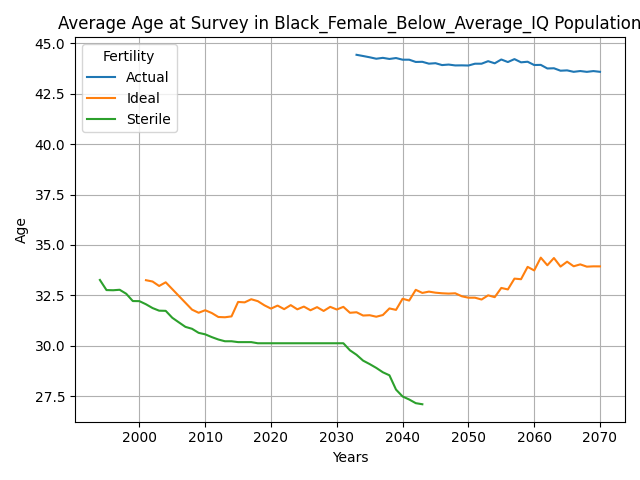 Average Age at Survey in Black_Female_Below_Average_IQ Population
Fertility
Actual
Ideal
Sterile
45.0
42.5
40.0
37.5
35.0
32.5
30.0
27.5
Age
2000 2010 2020 2030 2040 2050 2060 2070
Years